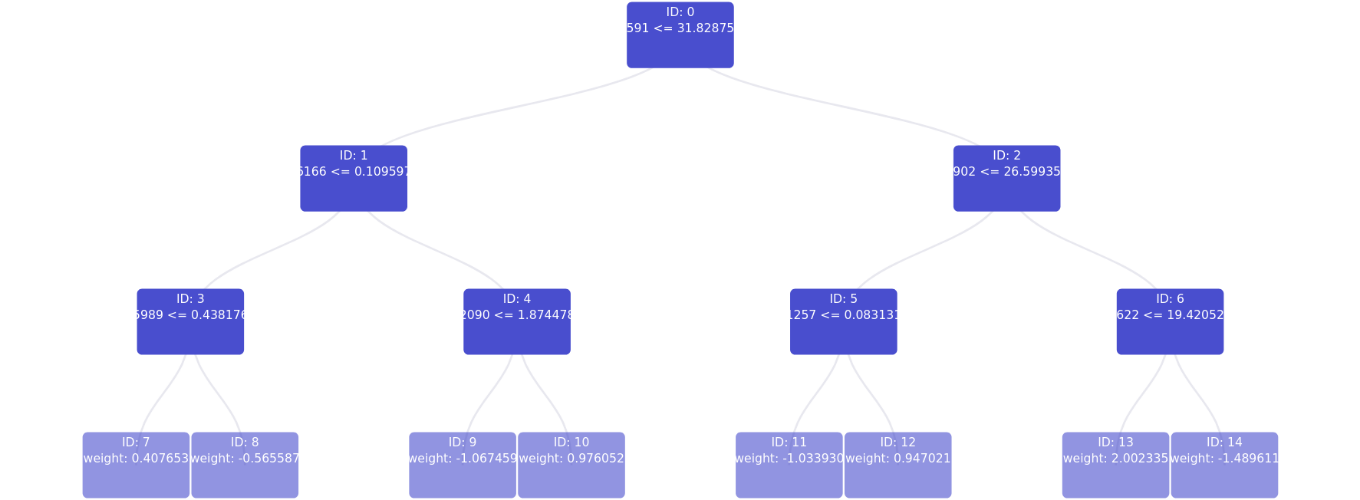 ID: 0
591 <= 31.82875
ID: 1
6166 <= 0.109597
ID: 2
902 <= 26.59935
ID: 3
5989 <= 0.438176
ID: 4
2090 <= 1.874478
ID: 5
1257 <= 0.083131
ID: 6
622 <= 19.42052
ID: 7
weight: 0.407653
ID: 8
weight: -0.565587
ID: 9
weight: -1.067459
ID: 10
weight: 0.976052
ID: 11
weight: -1.033930
ID: 12
weight: 0.947021
ID: 13
weight: 2.002335
ID: 14
weight: -1.489611